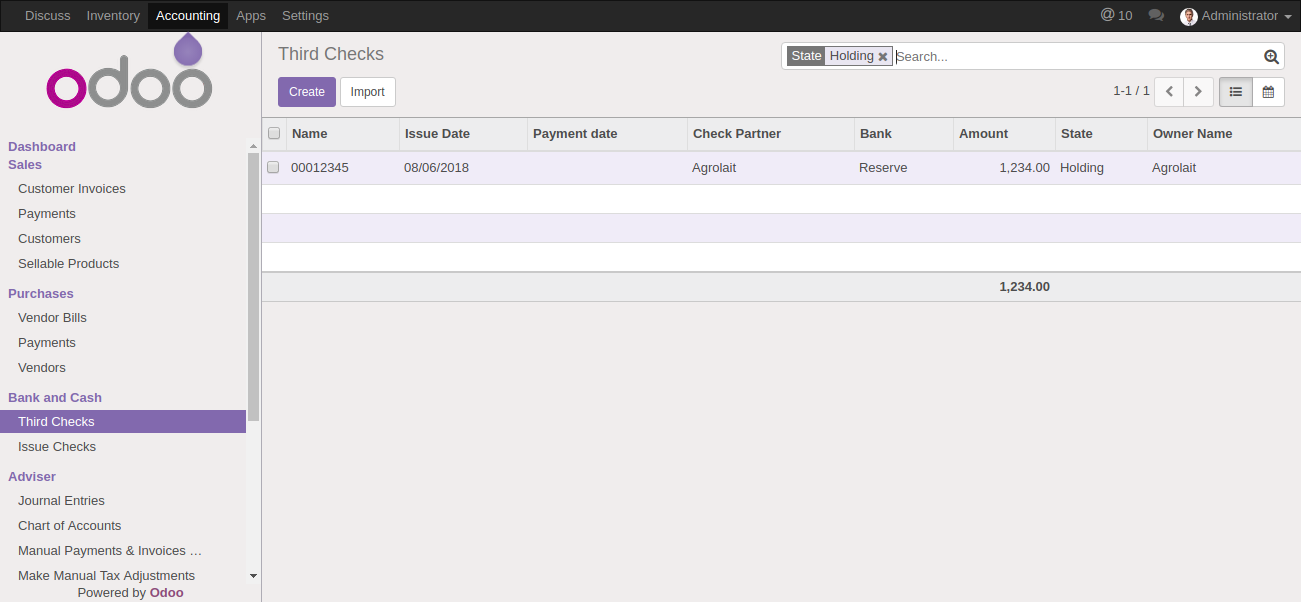 Discuss Inventory Accounting Apps Settings @ 10 Administrator
odoo
Dashboard
Sales
Customer Invoices
Payments
Customers
Sellable Products
Purchases
Vendor Bills
Payments
Vendors
Bank and Cash
Third Checks
Issue Checks
Adviser
Journal Entries
Chart of Accounts
Manual Payments & Invoices …
Make Manual Tax Adjustments
Powered by Odoo
Third Checks
State Holding Search...
Create Import
1-1 / 1
Name Issue Date Payment date Check Partner Bank Amount State Owner Name
00012345 08/06/2018 Agrolait Reserve 1,234.00 Holding Agrolait
1,234.00